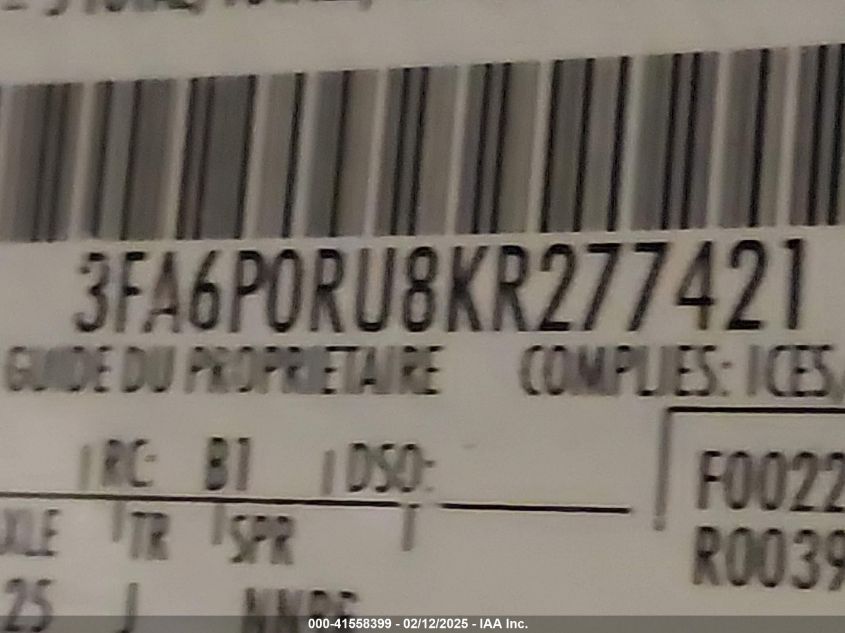 3FA6P0RU8KR277421
GUIDE DU PROPRIETAIRE COMPLIES: ICES
RC: B1 DSO: F0022
TR SPR R0039
25 J
000-41558399 - 02/12/2025 - IAA Inc.